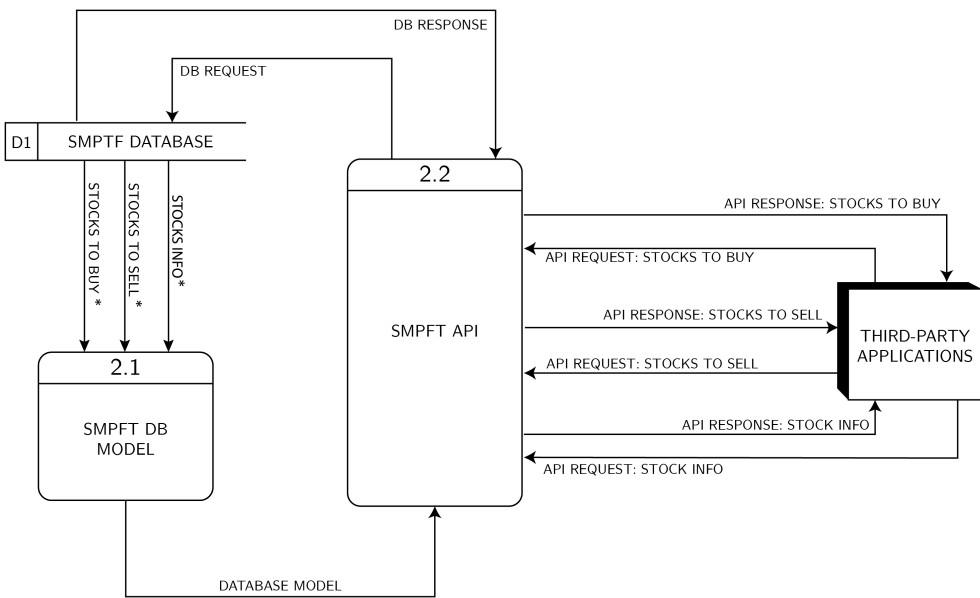 DB RESPONSE
DB REQUEST
D1
SMPTF DATABASE
2.2
STOCKS TO BUY *
STOCKS TO SELL *
STOCKS INFO*
API RESPONSE: STOCKS TO BUY
API REQUEST: STOCKS TO BUY
SMPFT API
API RESPONSE: STOCKS TO SELL
THIRD-PARTY
APPLICATIONS
API REQUEST: STOCKS TO SELL
2.1
SMPFT DB
MODEL
API RESPONSE: STOCK INFO
API REQUEST: STOCK INFO
DATABASE MODEL